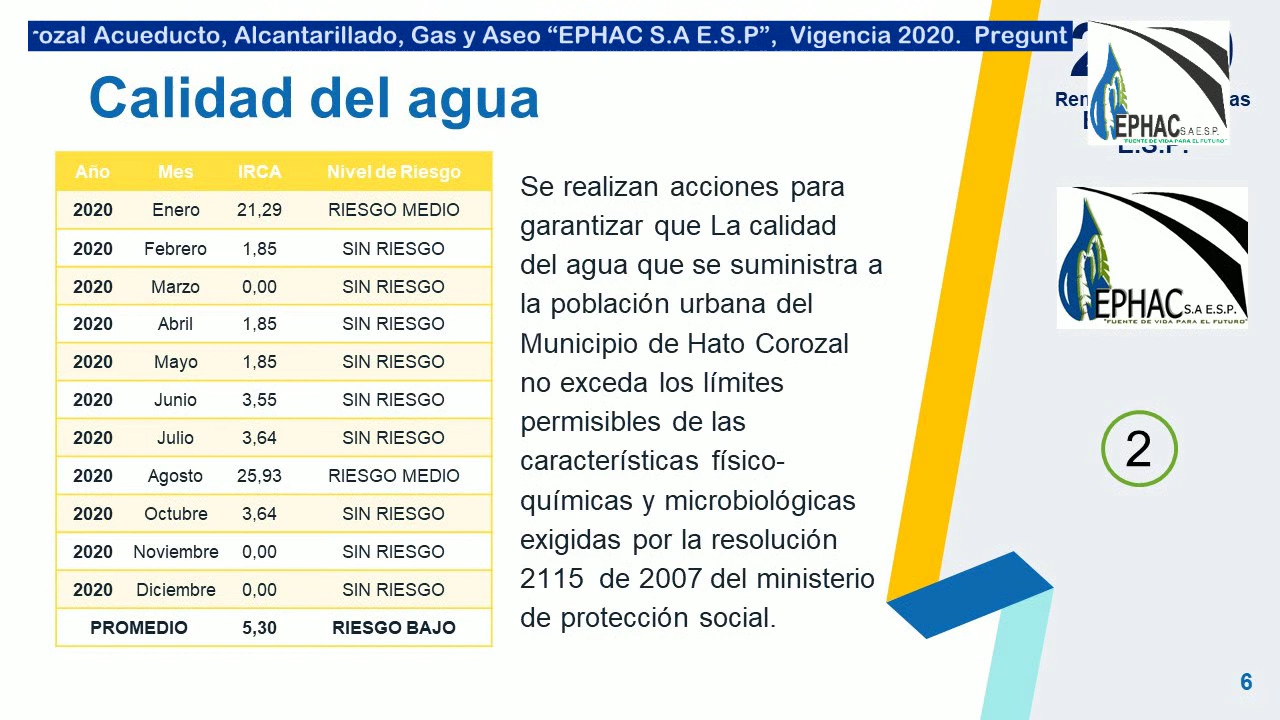 rozal Acueducto, Alcantarillado, Gas y Aseo “EPHAC S.A E.S.P”, Vigencia 2020. Pregunt
Calidad del agua
Año Mes IRCA Nivel de Riesgo
2020 Enero 21,29 RIESGO MEDIO
2020 Febrero 1,85 SIN RIESGO
2020 Marzo 0,00 SIN RIESGO
2020 Abril 1,85 SIN RIESGO
2020 Mayo 1,85 SIN RIESGO
2020 Junio 3,55 SIN RIESGO
2020 Julio 3,64 SIN RIESGO
2020 Agosto 25,93 RIESGO MEDIO
2020 Octubre 3,64 SIN RIESGO
2020 Noviembre 0,00 SIN RIESGO
2020 Diciembre 0,00 SIN RIESGO
PROMEDIO 5,30 RIESGO BAJO
Se realizan acciones para
garantizar que La calidad
del agua que se suministra a
la población urbana del
Municipio de Hato Corozal
no exceda los límites
permisibles de las
características físico-
químicas y microbiológicas
exigidas por la resolución
2115 de 2007 del ministerio
de protección social.
EPHAC S.A E.S.P.
"FUENTE DE VIDA PARA EL FUTURO"
E.S.P.
EPHAC S.A E.S.P.
"FUENTE DE VIDA PARA EL FUTURO"
2
6